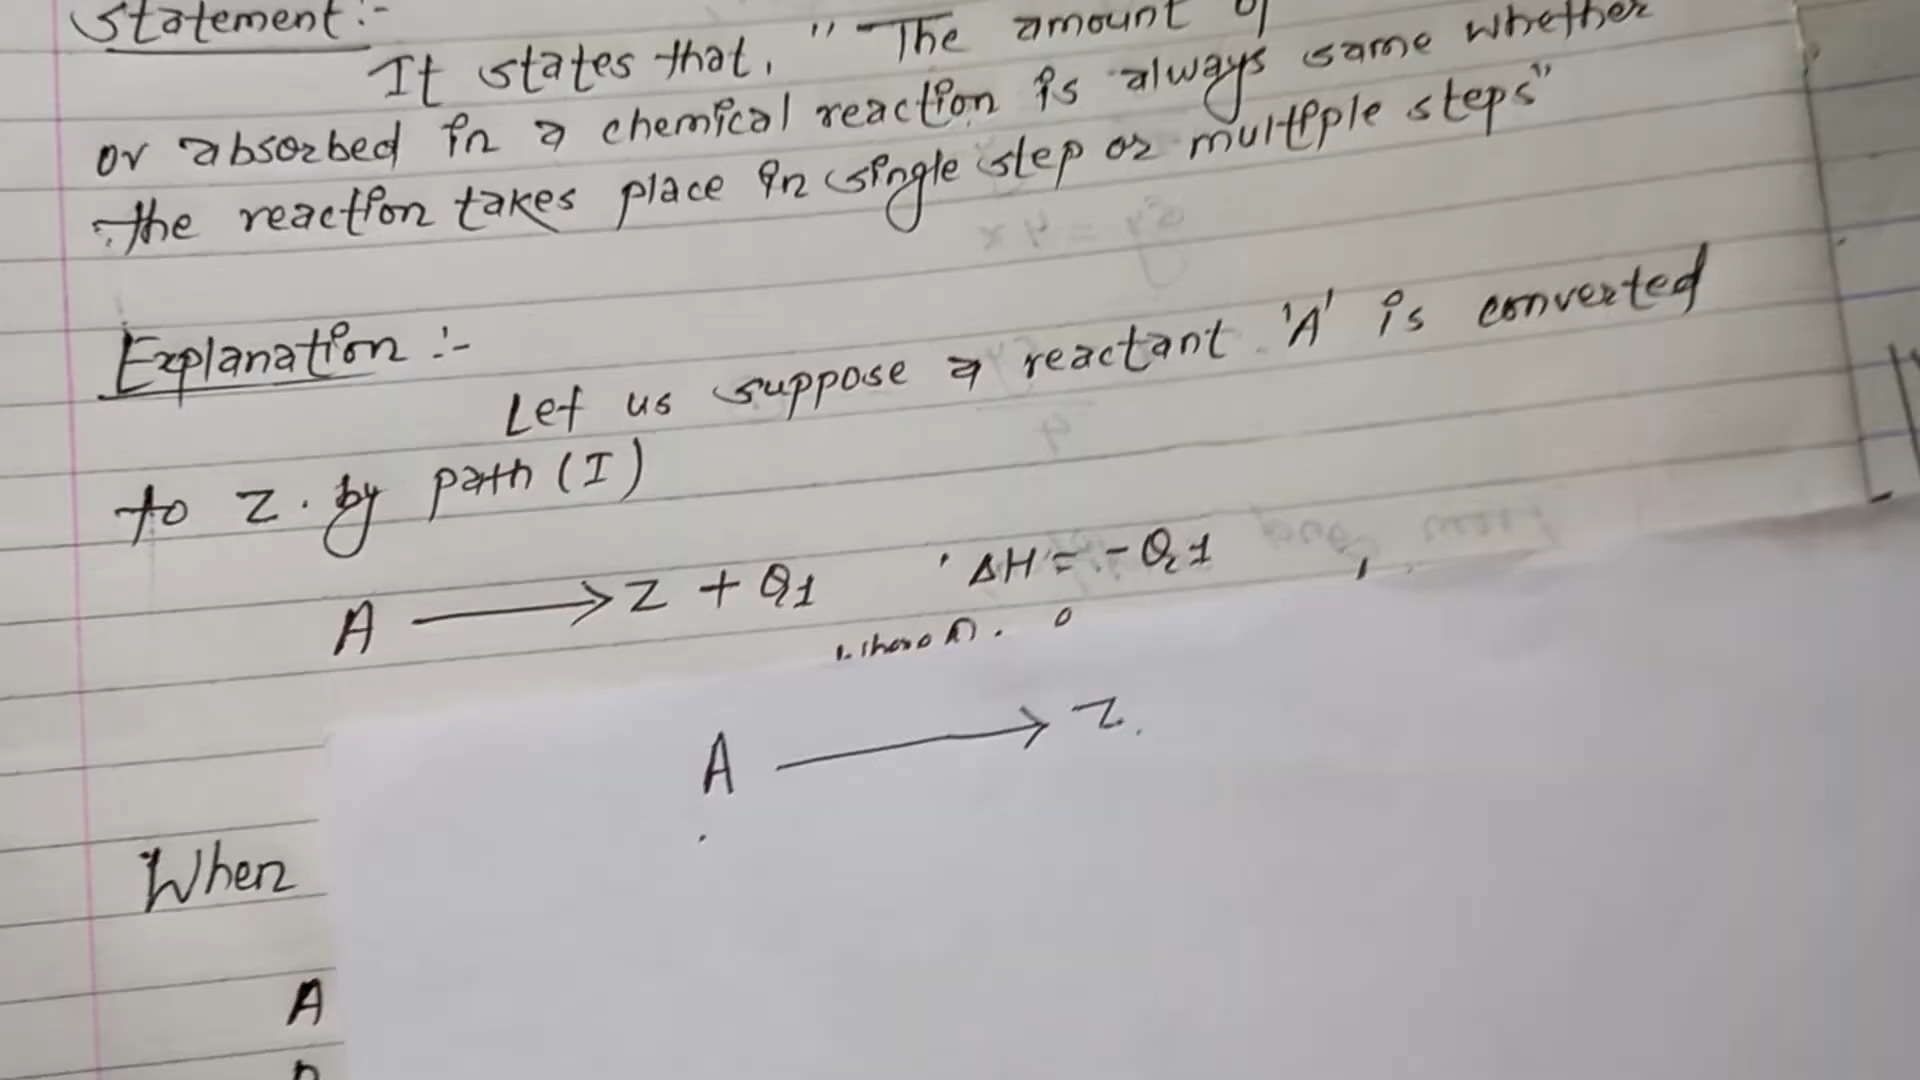 Statement:-
It states that, " The amount of
or absorbed in a chemical reaction is always same whether
the reaction takes place in single step or multiple steps"
Explanation :-
Let us suppose a reactant 'A' is converted
to Z. by path (I)
A → Z + Q1 ΔH = - Q1
A → Z.
When
A